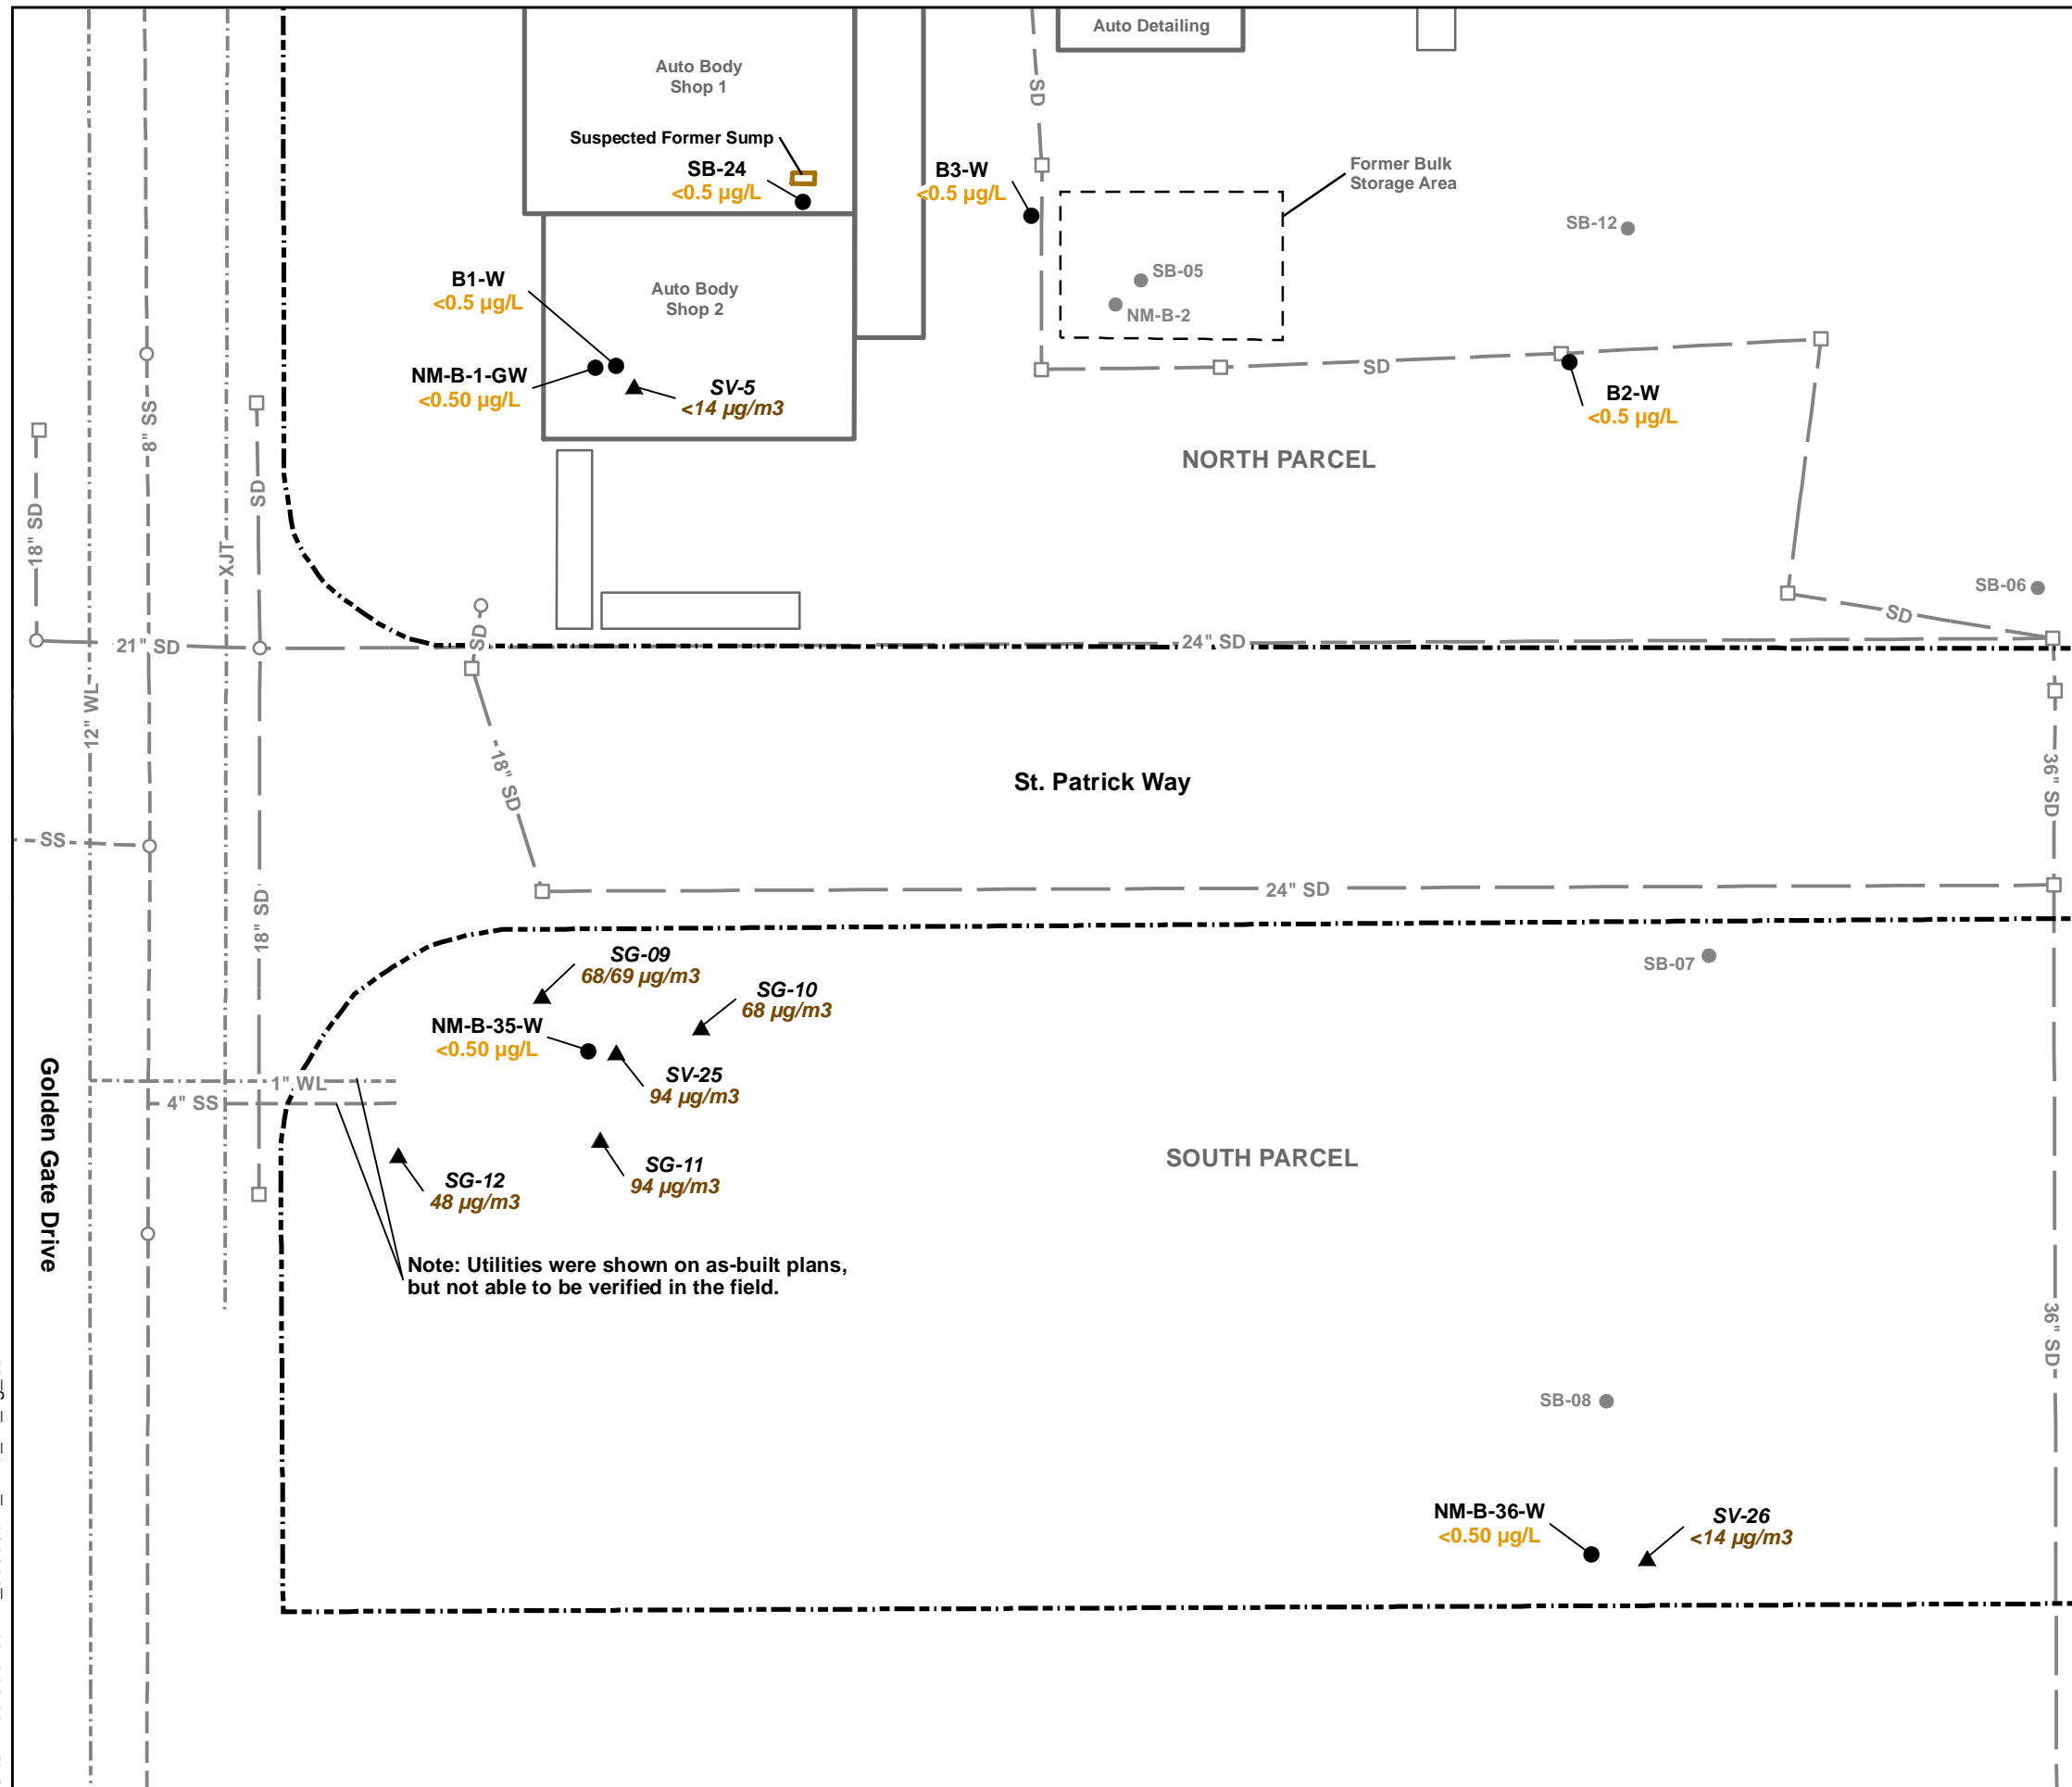 Auto Detailing
Auto Body
Shop 1
SD
Suspected Former Sump
SB-24
<0.5 µg/L
B3-W
<0.5 µg/L
Former Bulk
Storage Area
SB-12
B1-W
<0.5 µg/L
Auto Body
Shop 2
SB-05
NM-B-2
NM-B-1-GW
<0.50 µg/L
SV-5
<14 µg/m3
SD
B2-W
<0.5 µg/L
8" SS
NORTH PARCEL
SD
18" SD
XJT
SB-06
SD
SD
21" SD
24" SD
12" WL
18" SD
St. Patrick Way
36" SD
SS
24" SD
18" SD
SG-09
68/69 µg/m3
SB-07
SG-10
68 µg/m3
NM-B-35-W
<0.50 µg/L
SV-25
94 µg/m3
1" WL
4" SS
Golden Gate Drive
SOUTH PARCEL
SG-11
94 µg/m3
SG-12
48 µg/m3
Note: Utilities were shown on as-built plans,
but not able to be verified in the field.
36" SD
SB-08
NM-B-36-W
<0.50 µg/L
SV-26
<14 µg/m3